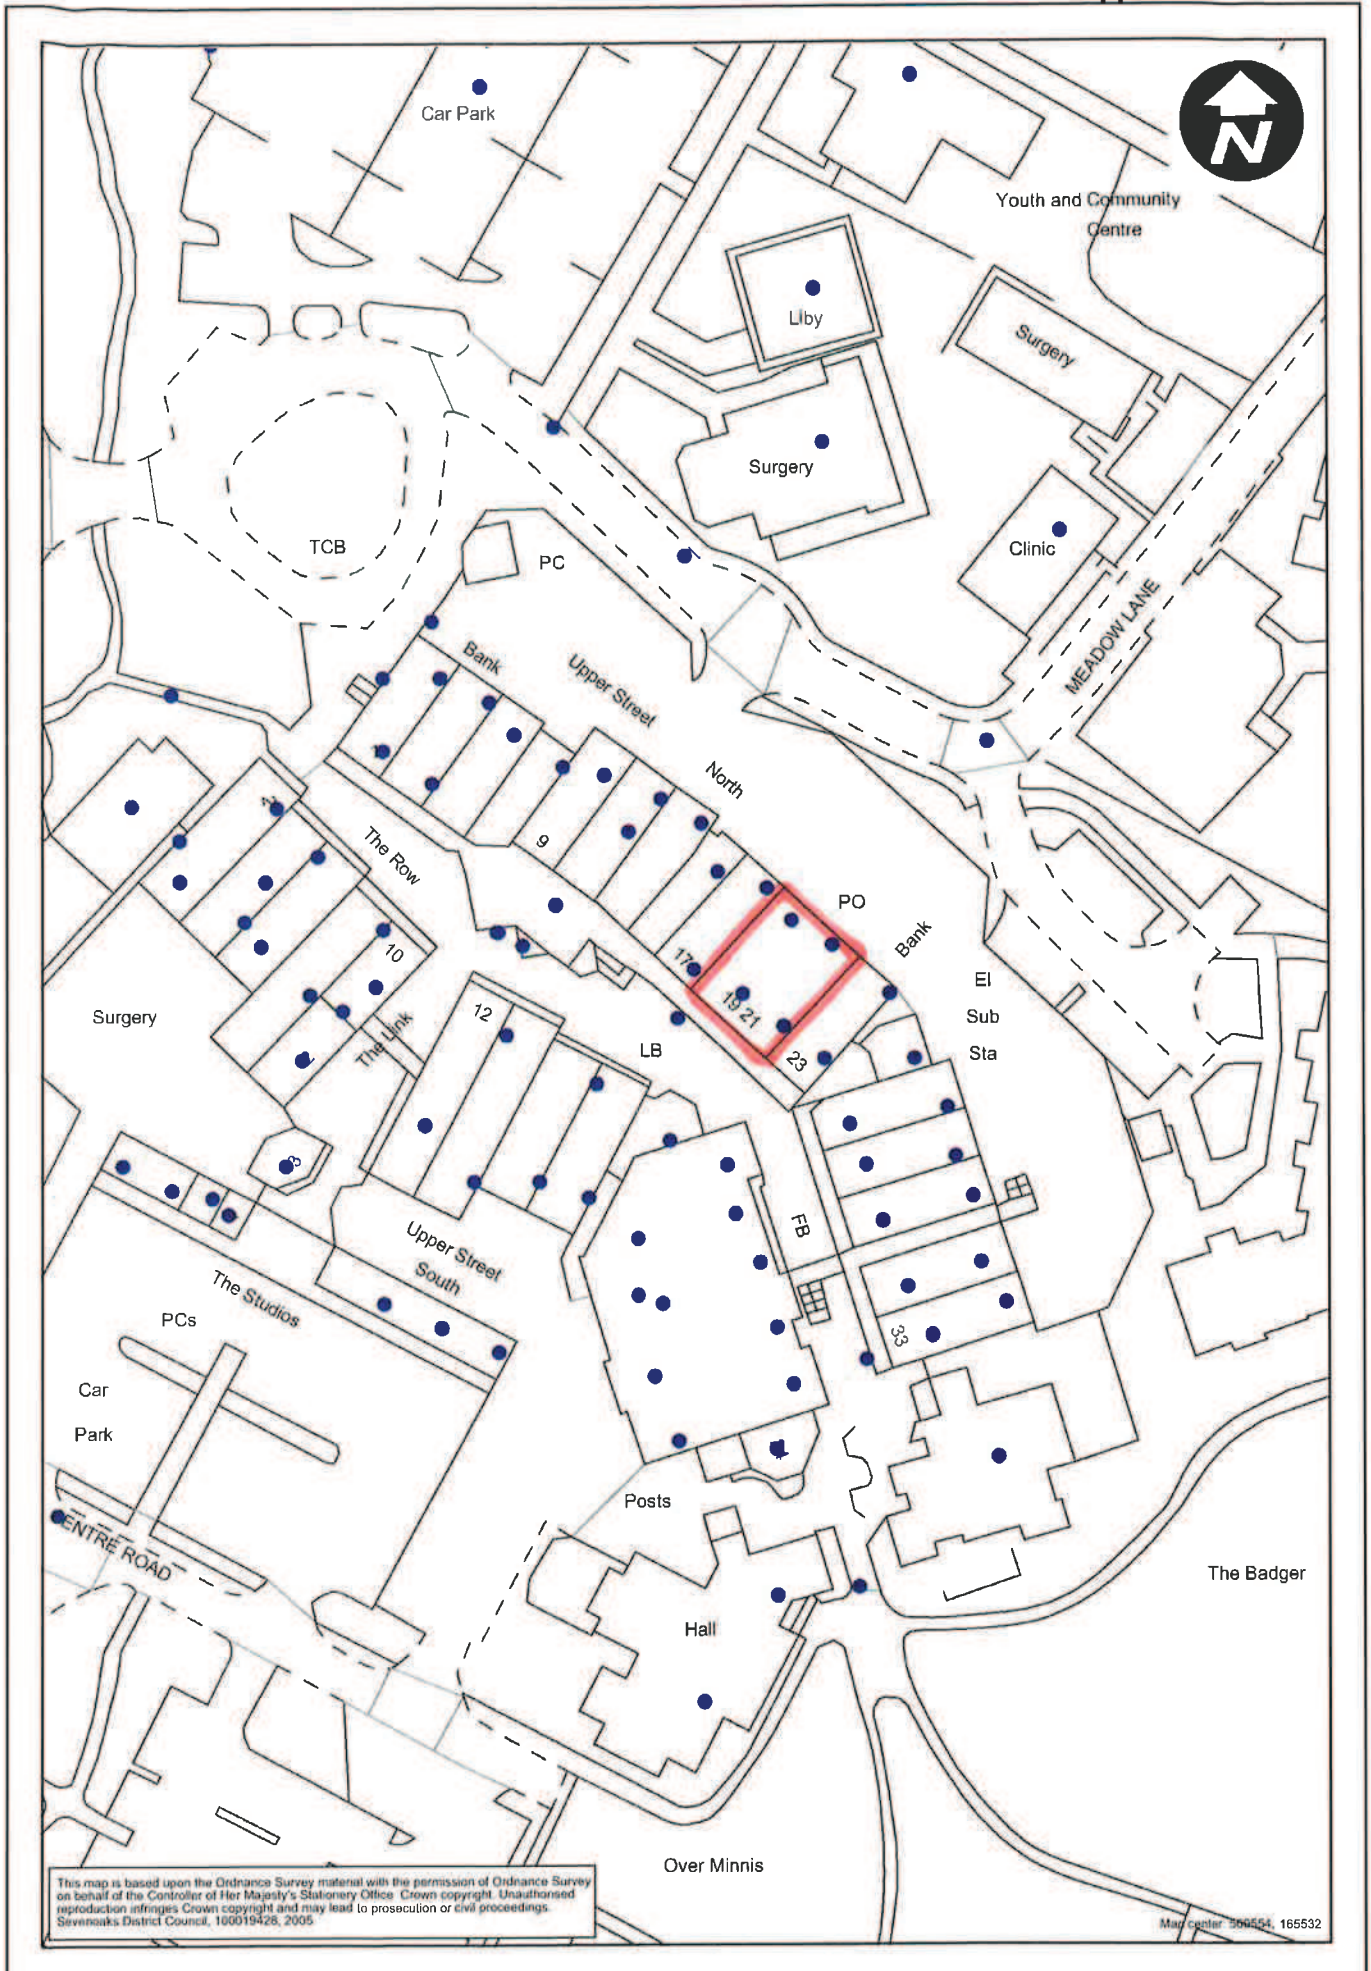 Car Park
N
Youth and Community
Centre
Liby
Surgery
Surgery
TCB
PC
Clinic
MEADOW LANE
Bank
Upper Street
North
1
9
The Row
PO
Bank
10
17
19 21
El
Sub
Sta
Surgery
12
The Link
LB
23
3
FB
Upper Street
South
The Studios
PCs
33
Car
Park
Posts
CENTRE ROAD
The Badger
Hall
Over Minnis
This map is based upon the Ordnance Survey material with the permission of Ordnance Survey
on behalf of the Controller of Her Majesty's Stationery Office Crown copyright. Unauthorised
reproduction infringes Crown copyright and may lead to prosecution or civil proceedings
Sevenoaks District Council, 100019428, 2005
Map center: 165532